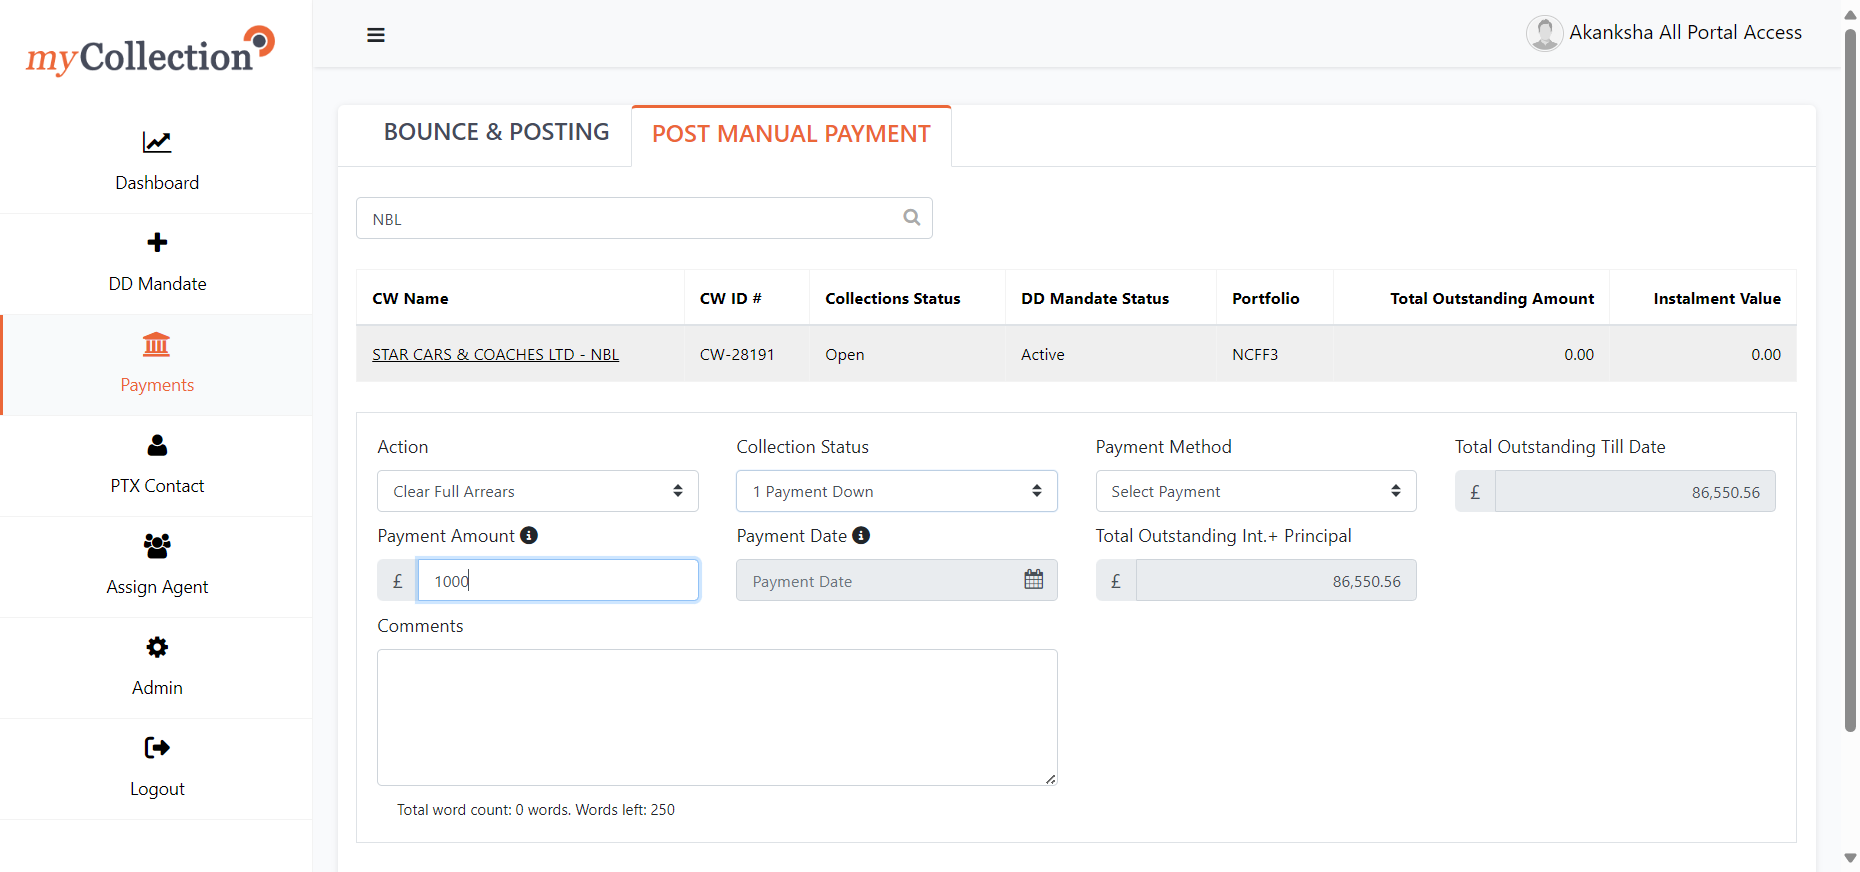 myCollection
Akanksha All Portal Access
Dashboard
DD Mandate
Payments
PTX Contact
Assign Agent
Admin
Logout
BOUNCE & POSTING
POST MANUAL PAYMENT
NBL
CW Name CW ID # Collections Status DD Mandate Status Portfolio Total Outstanding Amount Instalment Value
STAR CARS & COACHES LTD - NBL CW-28191 Open Active NCFF3 0.00 0.00
Action Collection Status Payment Method Total Outstanding Till Date
Clear Full Arrears 1 Payment Down Select Payment £ 86,550.56
Payment Amount Payment Date Total Outstanding Int.+ Principal
£ 1000 Payment Date £ 86,550.56
Comments
Total word count: 0 words. Words left: 250